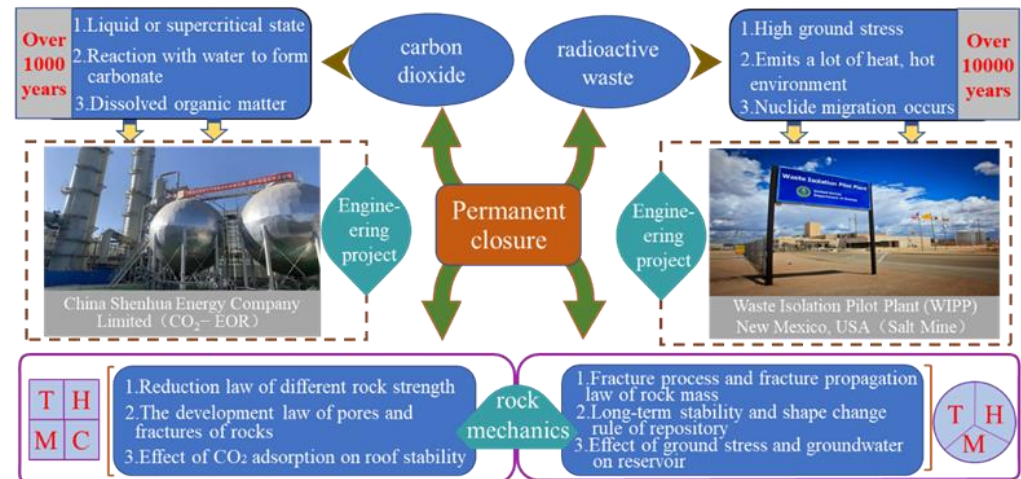 Over
1000
years
1.Liquid or supercritical state
2.Reaction with water to form
carbonate
3.Dissolved organic matter
carbon
dioxide
radioactive
waste
1.High ground stress
2.Emits a lot of heat, hot
environment
3.Nuclide migration occurs
Over
10000
years
China Shenhua Energy Company
Limited（CO₂− EOR）
Engine-
ering
project
Permanent
closure
Engine-
ering
project
Waste Isolation Pilot Plant
Waste Isolation Pilot Plant (WIPP)
New Mexico, USA（Salt Mine）
T H
M C
1.Reduction law of different rock strength
2.The development law of pores and
fractures of rocks
3.Effect of CO₂ adsorption on roof stability
rock
mechanics
1.Fracture process and fracture propagation
law of rock mass
2.Long-term stability and shape change
rule of repository
3.Effect of ground stress and groundwater
on reservoir
T H
M